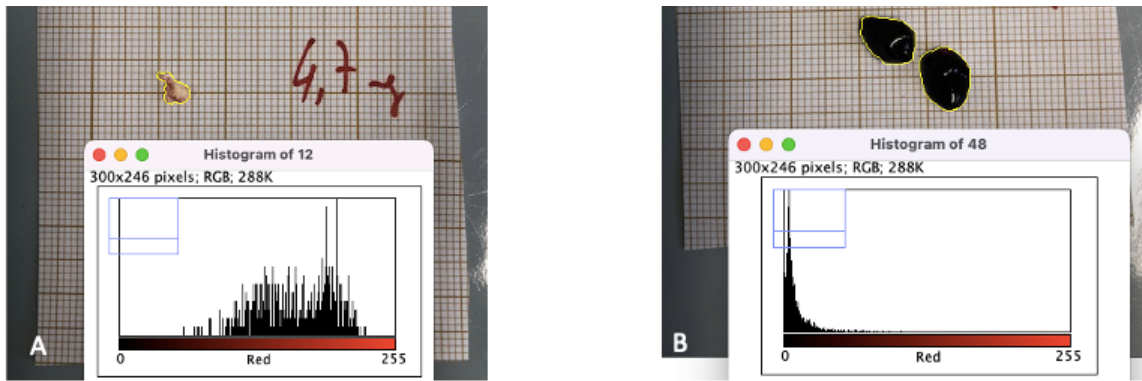 4,7 g
Histogram of 12
300x246 pixels; RGB; 288K
0 Red 255
A
Histogram of 48
300x246 pixels; RGB; 288K
0 Red 255
B